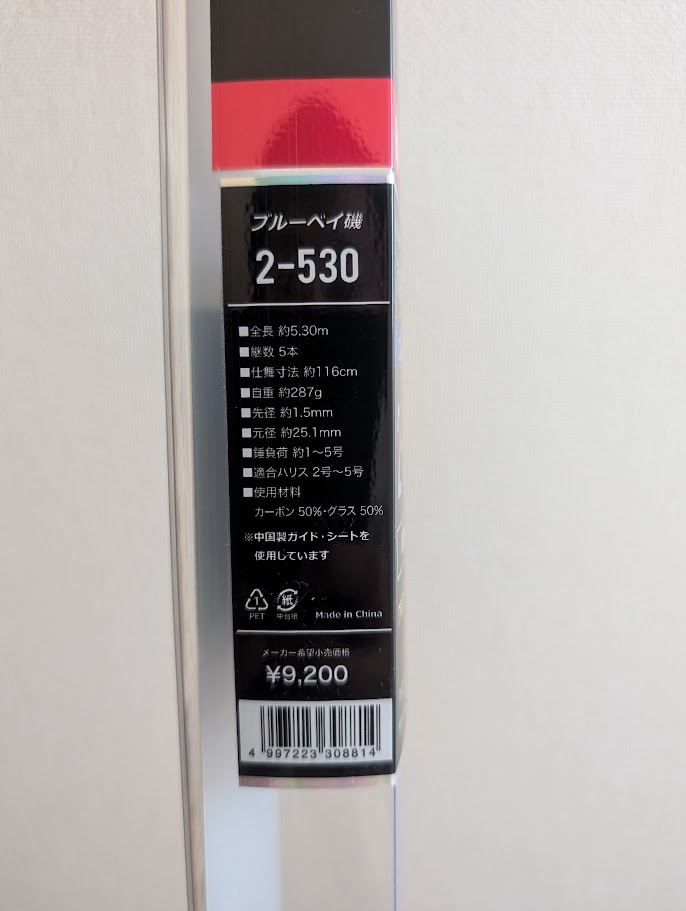 ブルーベイ磯
2-530
■全長 約5.30m
■継数 5本
■仕舞寸法 約116cm
■自重 約287g
■先径 約1.5mm
■元径 約25.1mm
■錘負荷 約1～5号
■適合ハリス 2号～5号
■使用材料
カーボン 50%・グラス 50%
※中国製ガイド・シートを
使用しています
1 紙
PET 中台紙 Made in China
メーカー希望小売価格
¥9,200
4 997223 308814